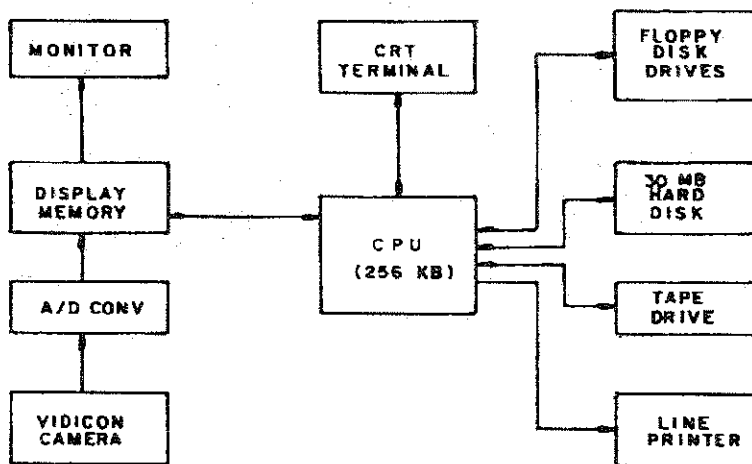 MONITOR
CRT
TERMINAL
FLOPPY
DISK
DRIVES
DISPLAY
MEMORY
CPU
(256 KB)
30 MB
HARD
DISK
A/D CONV
TAPE
DRIVE
VIDICON
CAMERA
LINE
PRINTER